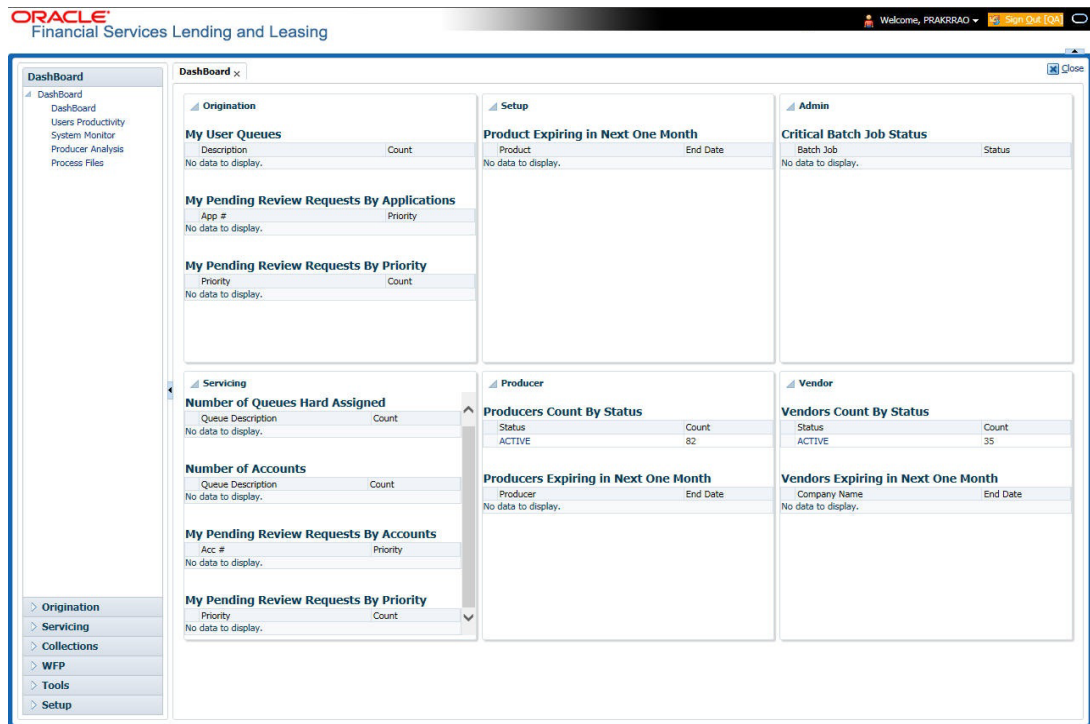 ORACLE
Financial Services Lending and Leasing
Welcome, PRAKRRAO
Sign Out [QA]
Close
DashBoard
DashBoard
DashBoard
Users Productivity
System Monitor
Producer Analysis
Process Files
Origination
Servicing
Collections
WFP
Tools
Setup
DashBoard
Origination
My User Queues
Description Count
No data to display.
My Pending Review Requests By Applications
App # Priority
No data to display.
My Pending Review Requests By Priority
Priority Count
No data to display.
Setup
Product Expiring in Next One Month
Product End Date
No data to display.
Admin
Critical Batch Job Status
Batch Job Status
No data to display.
Servicing
Number of Queues Hard Assigned
Queue Description Count
No data to display.
Number of Accounts
Queue Description Count
No data to display.
My Pending Review Requests By Accounts
Acc # Priority
No data to display.
My Pending Review Requests By Priority
Priority Count
No data to display.
Producer
Producers Count By Status
Status Count
ACTIVE 82
Producers Expiring in Next One Month
Producer End Date
No data to display.
Vendor
Vendors Count By Status
Status Count
ACTIVE 35
Vendors Expiring in Next One Month
Company Name End Date
No data to display.